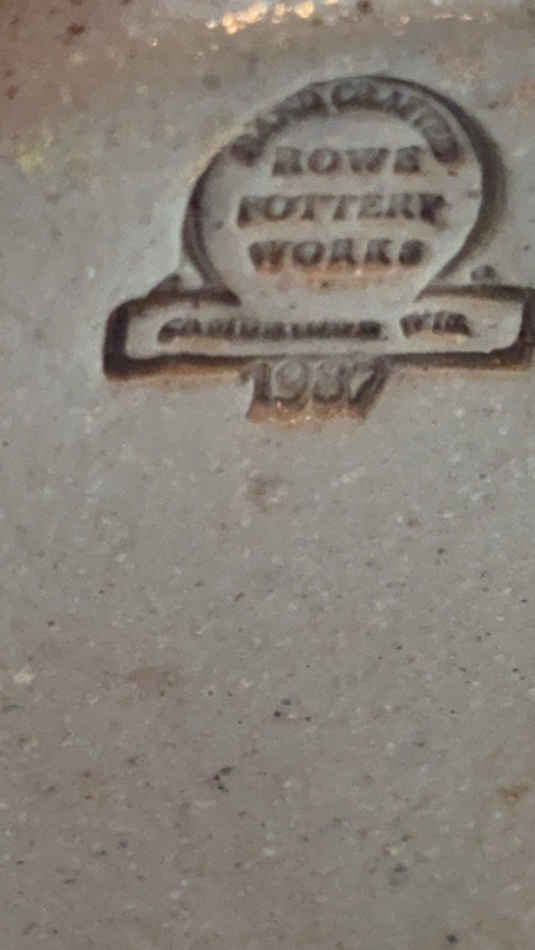 HAND CRAFTED
ROWE
POTTERY
WORKS
CAMBRIDGE WIS
1987